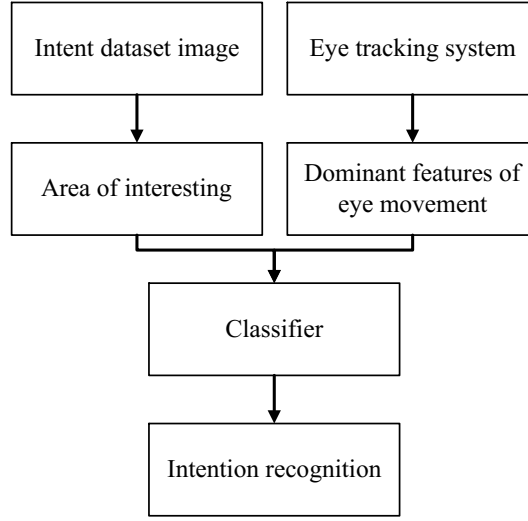 Intent dataset image
Eye tracking system
Area of interesting
Dominant features of
eye movement
Classifier
Intention recognition